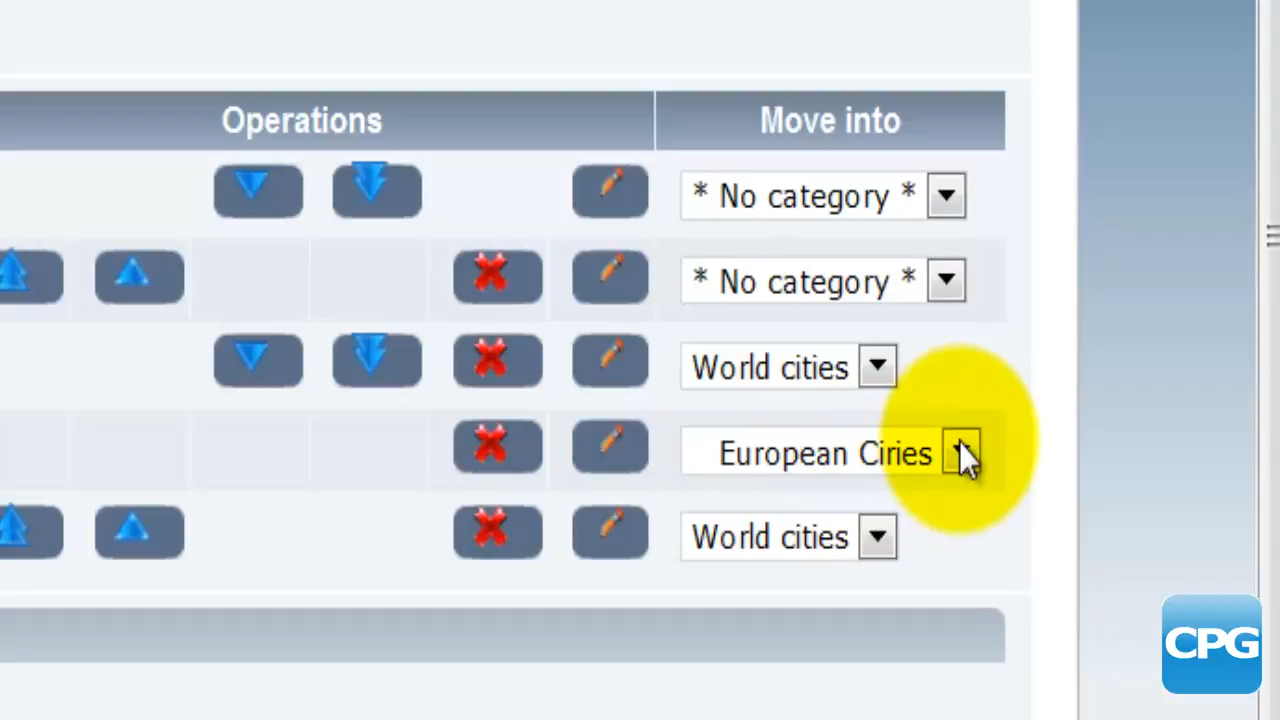 Operations Move into
* No category *
* No category *
World cities
European Ciries
World cities
CPG